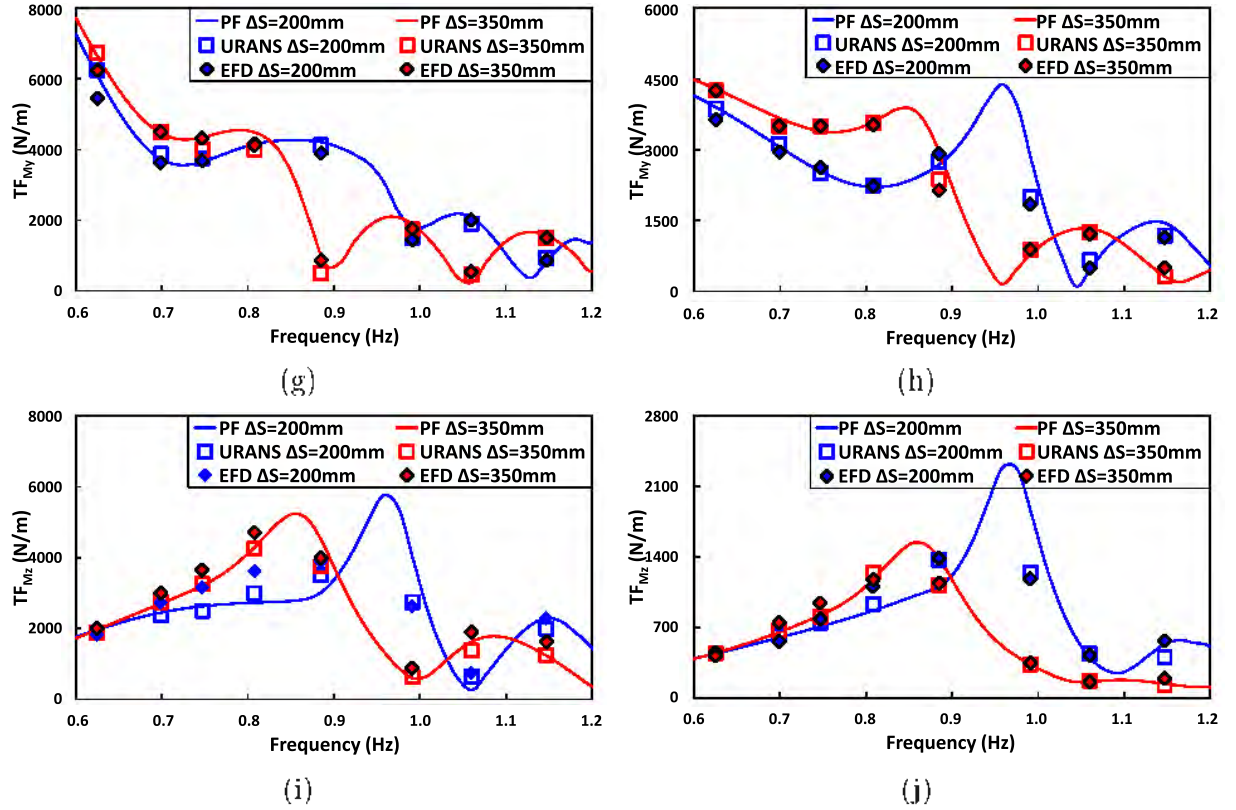 8000
6000
4000
2000
0
TF_My (N/m)
PF ΔS=200mm PF ΔS=350mm
URANS ΔS=200mm URANS ΔS=350mm
EFD ΔS=200mm EFD ΔS=350mm
0.6 0.7 0.8 0.9 1.0 1.1 1.2
Frequency (Hz)
(g)
6000
4500
3000
1500
0
TF_My (N/m)
PF ΔS=200mm PF ΔS=350mm
URANS ΔS=200mm URANS ΔS=350mm
EFD ΔS=200mm EFD ΔS=350mm
0.6 0.7 0.8 0.9 1.0 1.1 1.2
Frequency (Hz)
(h)
8000
6000
4000
2000
0
TF_Mz (N/m)
PF ΔS=200mm PF ΔS=350mm
URANS ΔS=200mm URANS ΔS=350mm
EFD ΔS=200mm EFD ΔS=350mm
0.6 0.7 0.8 0.9 1.0 1.1 1.2
Frequency (Hz)
(i)
2800
2100
1400
700
0
TF_Mz (N/m)
PF ΔS=200mm PF ΔS=350mm
URANS ΔS=200mm URANS ΔS=350mm
EFD ΔS=200mm EFD ΔS=350mm
0.6 0.7 0.8 0.9 1.0 1.1 1.2
Frequency (Hz)
(j)